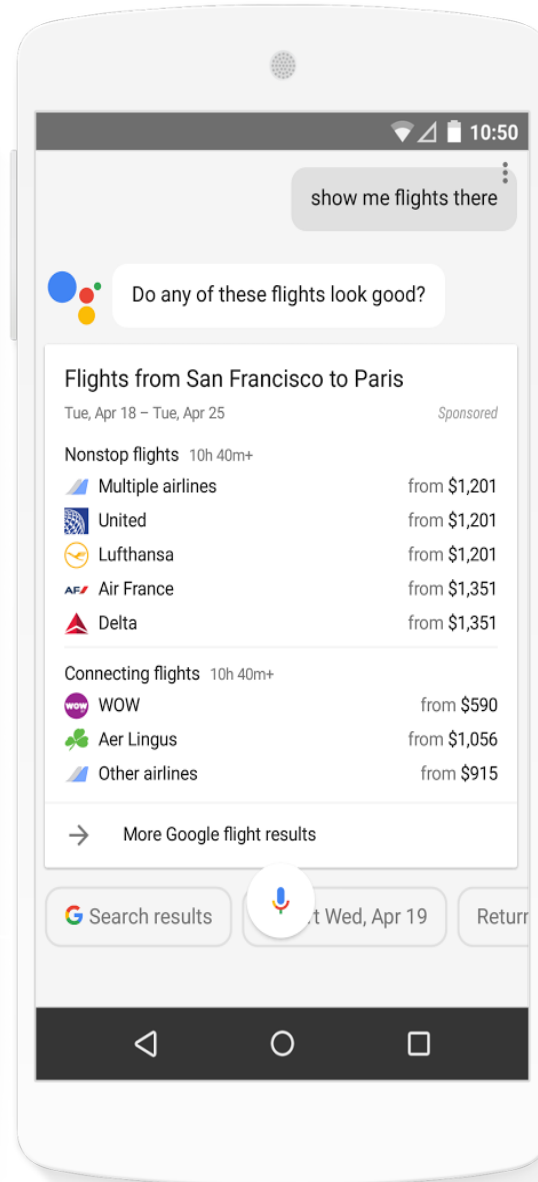 10:50
show me flights there
Do any of these flights look good?
Flights from San Francisco to Paris
Tue, Apr 18 – Tue, Apr 25 Sponsored
Nonstop flights 10h 40m+
Multiple airlines from $1,201
United from $1,201
Lufthansa from $1,201
AF Air France from $1,351
Delta from $1,351
Connecting flights 10h 40m+
WOW WOW from $590
Aer Lingus from $1,056
Other airlines from $915
More Google flight results
G Search results
Wed, Apr 19
Return